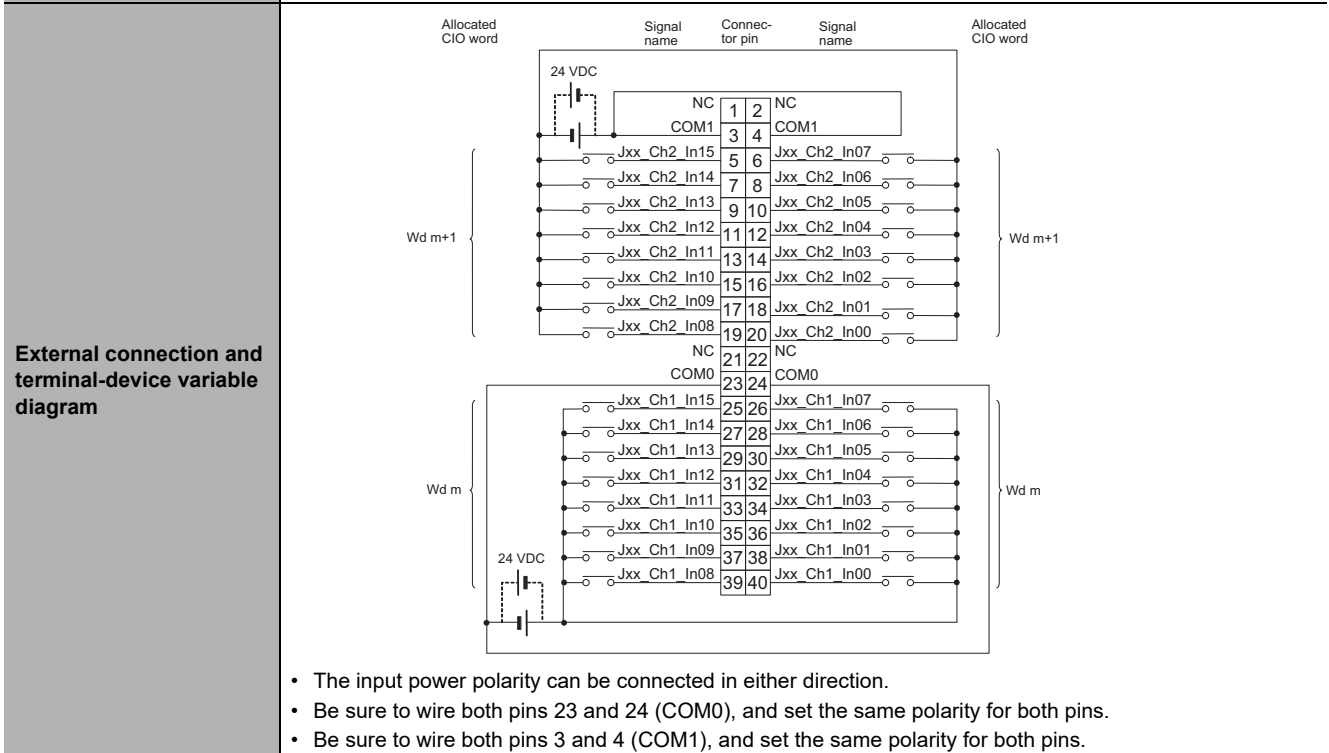 External connection and
terminal-device variable
diagram
Allocated
CIO word
Signal
name
Connec-
tor pin
Signal
name
Allocated
CIO word
24 VDC
NC 1 2 NC
COM1 3 4 COM1
Jxx_Ch2_In15 5 6 Jxx_Ch2_In07
Jxx_Ch2_In14 7 8 Jxx_Ch2_In06
Jxx_Ch2_In13 9 10 Jxx_Ch2_In05
Wd m+1 Jxx_Ch2_In12 11 12 Jxx_Ch2_In04 Wd m+1
Jxx_Ch2_In11 13 14 Jxx_Ch2_In03
Jxx_Ch2_In10 15 16 Jxx_Ch2_In02
Jxx_Ch2_In09 17 18 Jxx_Ch2_In01
Jxx_Ch2_In08 19 20 Jxx_Ch2_In00
NC 21 22 NC
COM0 23 24 COM0
Jxx_Ch1_In15 25 26 Jxx_Ch1_In07
Jxx_Ch1_In14 27 28 Jxx_Ch1_In06
Jxx_Ch1_In13 29 30 Jxx_Ch1_In05
Wd m Jxx_Ch1_In12 31 32 Jxx_Ch1_In04 Wd m
Jxx_Ch1_In11 33 34 Jxx_Ch1_In03
Jxx_Ch1_In10 35 36 Jxx_Ch1_In02
24 VDC Jxx_Ch1_In09 37 38 Jxx_Ch1_In01
Jxx_Ch1_In08 39 40 Jxx_Ch1_In00
• The input power polarity can be connected in either direction.
• Be sure to wire both pins 23 and 24 (COM0), and set the same polarity for both pins.
• Be sure to wire both pins 3 and 4 (COM1), and set the same polarity for both pins.